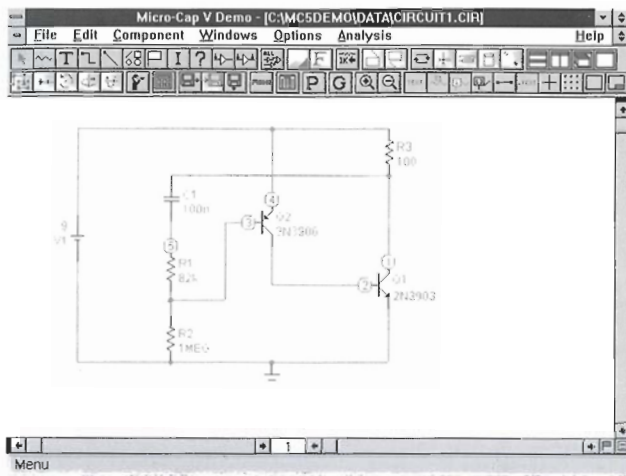 Micro-Cap V Demo - [C:\MC5DEMO\DATA\CIRCUIT1.CIR]
File Edit Component Windows Options Analysis Help
T I ?
P G
R3
100
C1
100n
4
3
Q2
2N3906
9
V1
5
R1
82k
1
2
Q1
2N3903
R2
1MEG
1
Menu